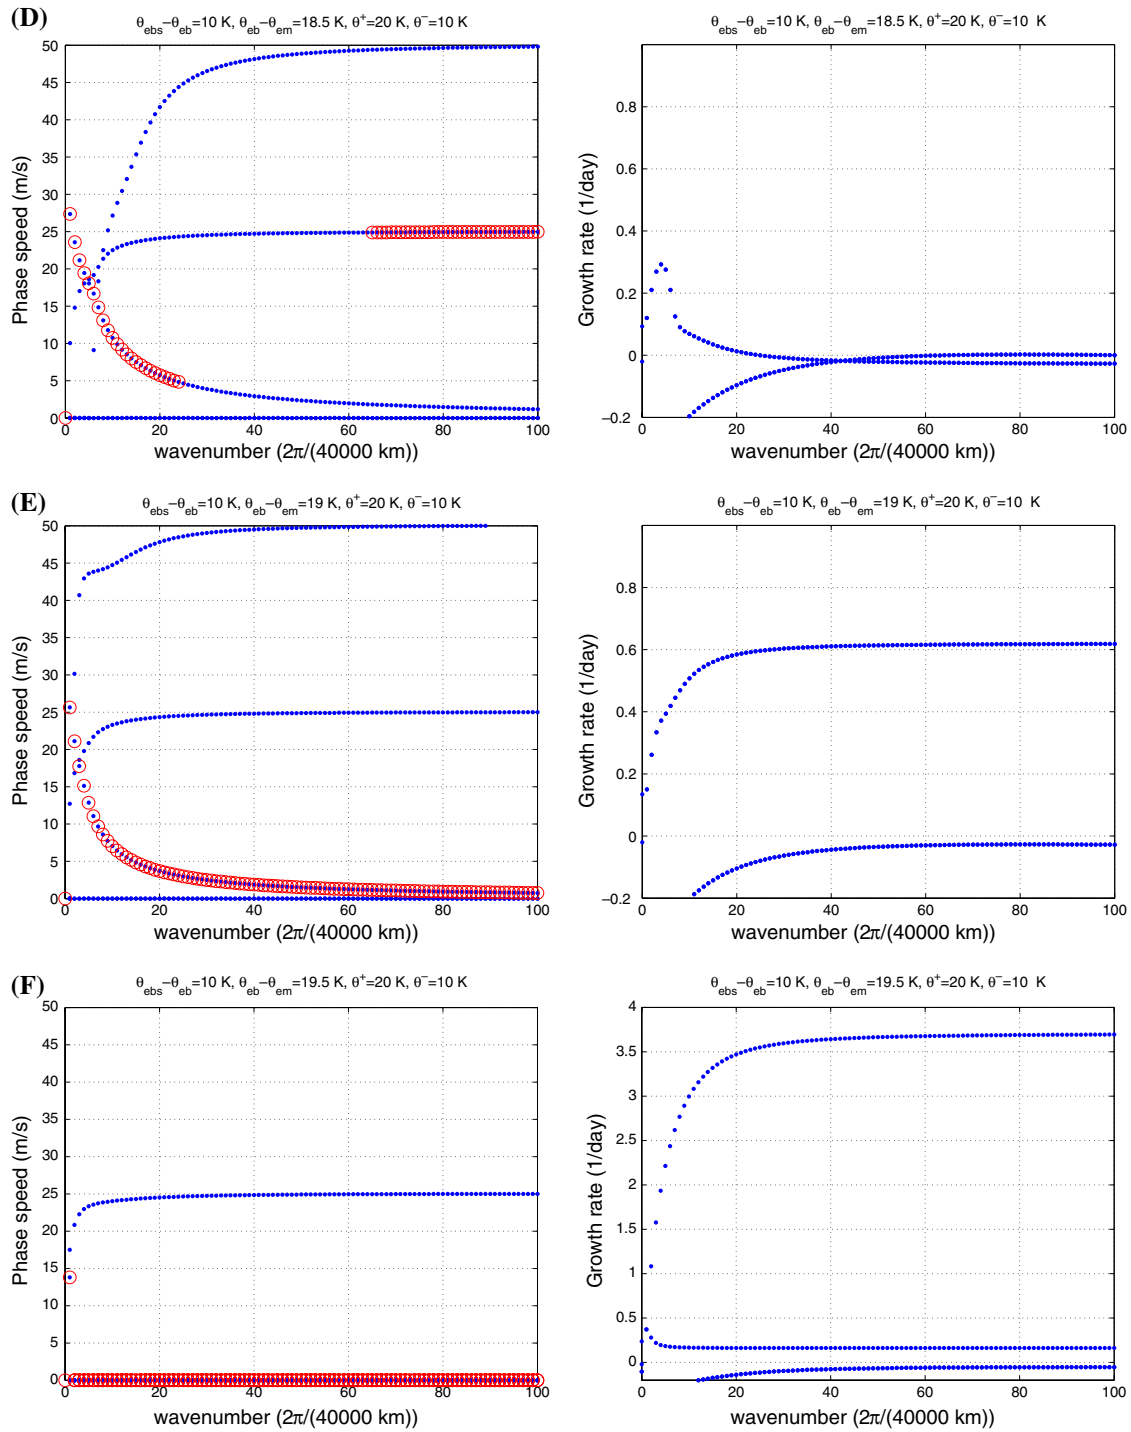 (D)
θebs−θeb=10 K, θeb−θem=18.5 K, θ+=20 K, θ−=10 K
50
45
40
35
30
25
20
15
10
5
0
Phase speed (m/s)
0 20 40 60 80 100
wavenumber (2π/(40000 km))
θebs−θeb=10 K, θeb−θem=18.5 K, θ+=20 K, θ−=10 K
0.8
0.6
0.4
0.2
0
−0.2
Growth rate (1/day)
0 20 40 60 80 100
wavenumber (2π/(40000 km))
(E)
θebs−θeb=10 K, θeb−θem=19 K, θ+=20 K, θ−=10 K
50
45
40
35
30
25
20
15
10
5
0
Phase speed (m/s)
0 20 40 60 80 100
wavenumber (2π/(40000 km))
θebs−θeb=10 K, θeb−θem=19 K, θ+=20 K, θ−=10 K
0.8
0.6
0.4
0.2
0
−0.2
Growth rate (1/day)
0 20 40 60 80 100
wavenumber (2π/(40000 km))
(F)
θebs−θeb=10 K, θeb−θem=19.5 K, θ+=20 K, θ−=10 K
50
45
40
35
30
25
20
15
10
5
0
Phase speed (m/s)
0 20 40 60 80 100
wavenumber (2π/(40000 km))
θebs−θeb=10 K, θeb−θem=19.5 K, θ+=20 K, θ−=10 K
4
3.5
3
2.5
2
1.5
1
0.5
0
Growth rate (1/day)
0 20 40 60 80 100
wavenumber (2π/(40000 km))